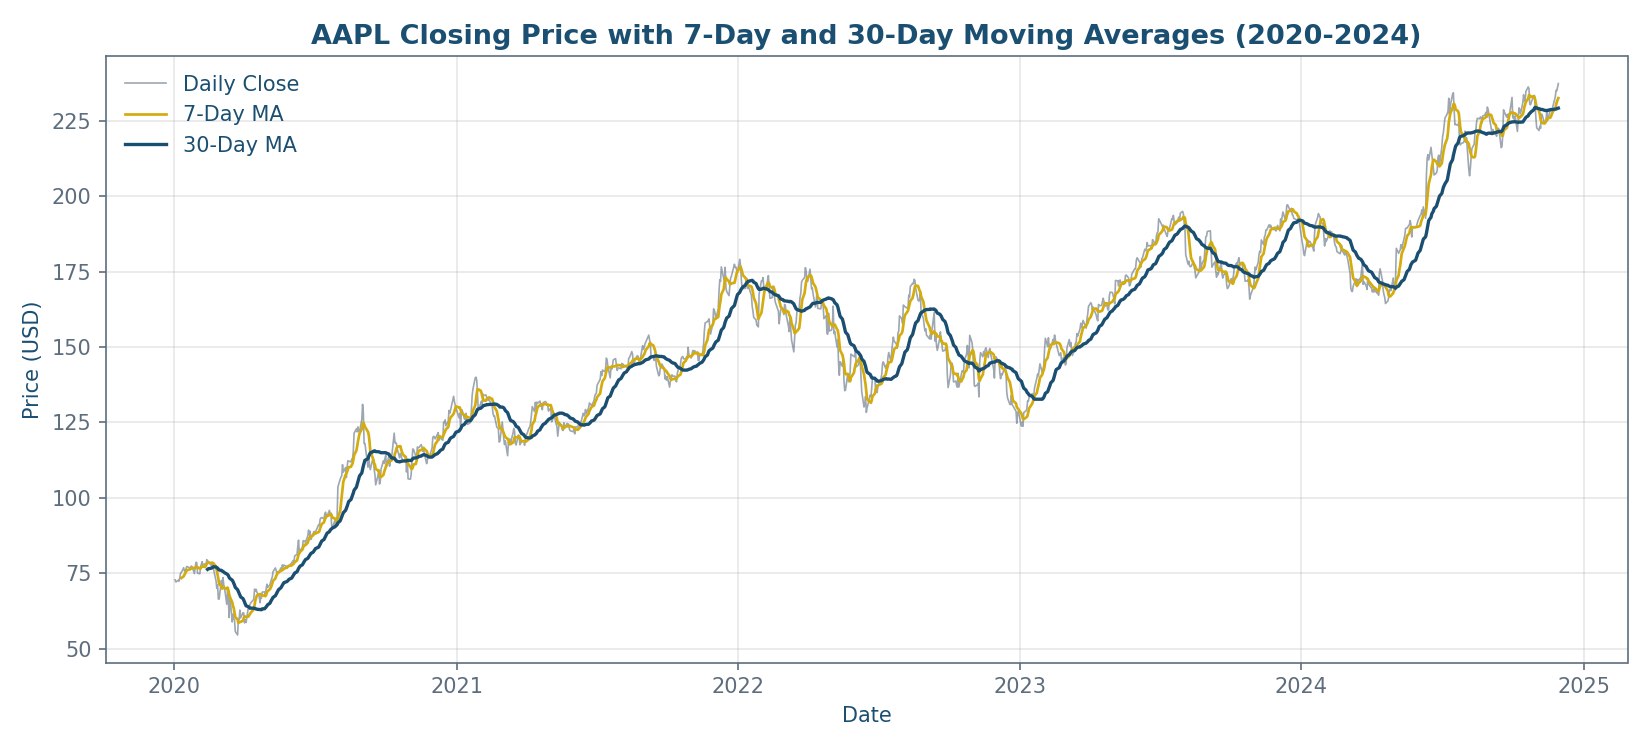 AAPL Closing Price with 7-Day and 30-Day Moving Averages (2020-2024)
Daily Close
7-Day MA
30-Day MA
225
200
175
150
125
100
75
50
Price (USD)
2020
2021
2022
2023
2024
2025
Date